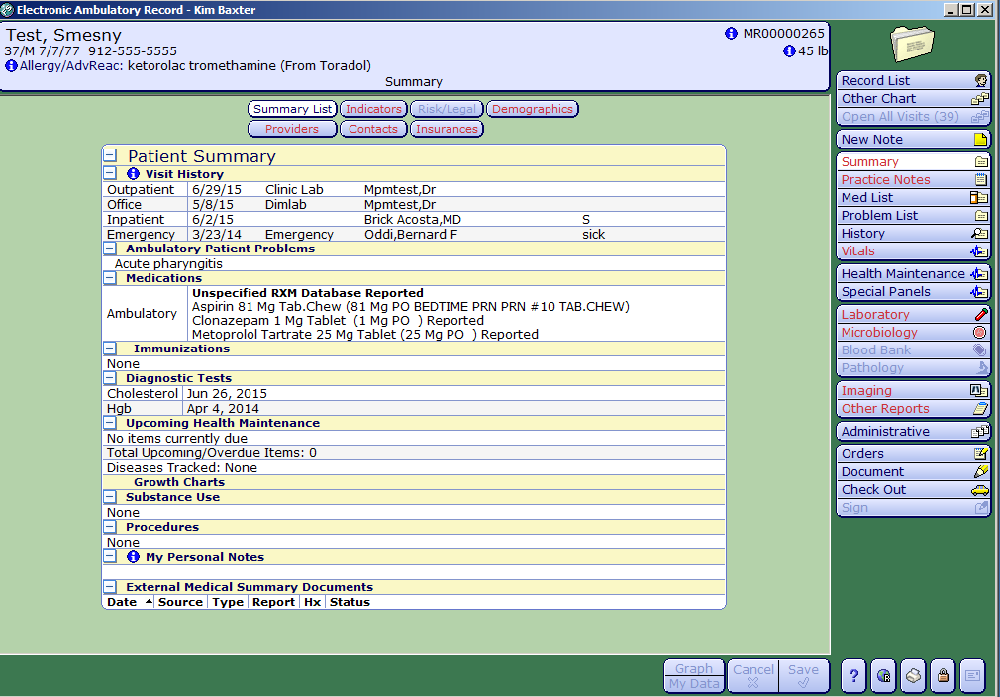 Electronic Ambulatory Record - Kim Baxter
Test, Smesny
MR00000265
37/M 7/7/77 912-555-5555
45 lb
Allergy/AdvReac: ketorolac tromethamine (From Toradol)
Summary
Summary List Indicators Risk/Legal Demographics
Providers Contacts Insurances
Patient Summary
Visit History
Outpatient 6/29/15 Clinic Lab Mpmtest,Dr
Office 5/8/15 Dimlab Mpmtest,Dr
Inpatient 6/2/15 Brick Acosta,MD S
Emergency 3/23/14 Emergency Oddi,Bernard F sick
Ambulatory Patient Problems
Acute pharyngitis
Medications
Ambulatory
Unspecified RXM Database Reported
Aspirin 81 Mg Tab.Chew (81 Mg PO BEDTIME PRN PRN #10 TAB.CHEW)
Clonazepam 1 Mg Tablet (1 Mg PO ) Reported
Metoprolol Tartrate 25 Mg Tablet (25 Mg PO ) Reported
Immunizations
None
Diagnostic Tests
Cholesterol Jun 26, 2015
Hgb Apr 4, 2014
Upcoming Health Maintenance
No items currently due
Total Upcoming/Overdue Items: 0
Diseases Tracked: None
Growth Charts
Substance Use
None
Procedures
None
My Personal Notes
External Medical Summary Documents
Date Source Type Report Hx Status
Record List
Other Chart
Open All Visits (39)
New Note
Summary
Practice Notes
Med List
Problem List
History
Vitals
Health Maintenance
Special Panels
Laboratory
Microbiology
Blood Bank
Pathology
Imaging
Other Reports
Administrative
Orders
Document
Check Out
Sign
Graph
My Data
Cancel
Save
?